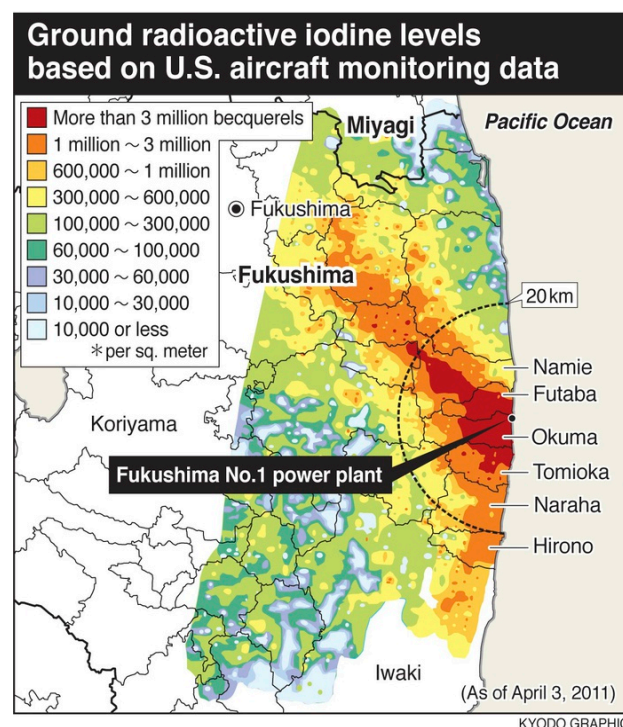 Ground radioactive iodine levels
based on U.S. aircraft monitoring data
More than 3 million becquerels
1 million ~ 3 million
600,000 ~ 1 million
300,000 ~ 600,000
100,000 ~ 300,000
60,000 ~ 100,000
30,000 ~ 60,000
10,000 ~ 30,000
10,000 or less
*per sq. meter
Miyagi
Pacific Ocean
Fukushima
Fukushima
20km
Namie
Futaba
Koriyama
Okuma
Fukushima No.1 power plant
Tomioka
Naraha
Hirono
Iwaki
(As of April 3, 2011)
KYODO GRAPHIC